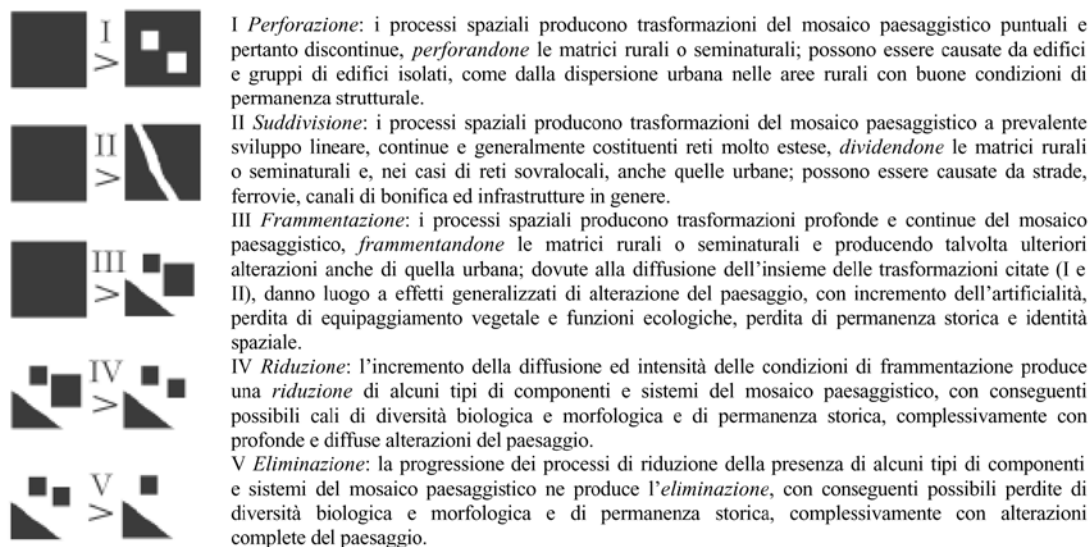 I Perforazione: i processi spaziali producono trasformazioni del mosaico paesaggistico puntuali e
pertanto discontinue, perforandone le matrici rurali o seminaturali; possono essere causate da edifici
e gruppi di edifici isolati, come dalla dispersione urbana nelle aree rurali con buone condizioni di
permanenza strutturale.
II Suddivisione: i processi spaziali producono trasformazioni del mosaico paesaggistico a prevalente
sviluppo lineare, continue e generalmente costituenti reti molto estese, dividendone le matrici rurali
o seminaturali e, nei casi di reti sovralocali, anche quelle urbane; possono essere causate da strade,
ferrovie, canali di bonifica ed infrastrutture in genere.
III Frammentazione: i processi spaziali producono trasformazioni profonde e continue del mosaico
paesaggistico, frammentandone le matrici rurali o seminaturali e producendo talvolta ulteriori
alterazioni anche di quella urbana; dovute alla diffusione dell'insieme delle trasformazioni citate (I e
II), danno luogo a effetti generalizzati di alterazione del paesaggio, con incremento dell'artificialità,
perdita di equipaggiamento vegetale e funzioni ecologiche, perdita di permanenza storica e identità
spaziale.
IV Riduzione: l'incremento della diffusione ed intensità delle condizioni di frammentazione produce
una riduzione di alcuni tipi di componenti e sistemi del mosaico paesaggistico, con conseguenti
possibili cali di diversità biologica e morfologica e di permanenza storica, complessivamente con
profonde e diffuse alterazioni del paesaggio.
V Eliminazione: la progressione dei processi di riduzione della presenza di alcuni tipi di componenti
e sistemi del mosaico paesaggistico ne produce l'eliminazione, con conseguenti possibili perdite di
diversità biologica e morfologica e di permanenza storica, complessivamente con alterazioni
complete del paesaggio.
I
>
II
>
III
>
IV
>
V
>